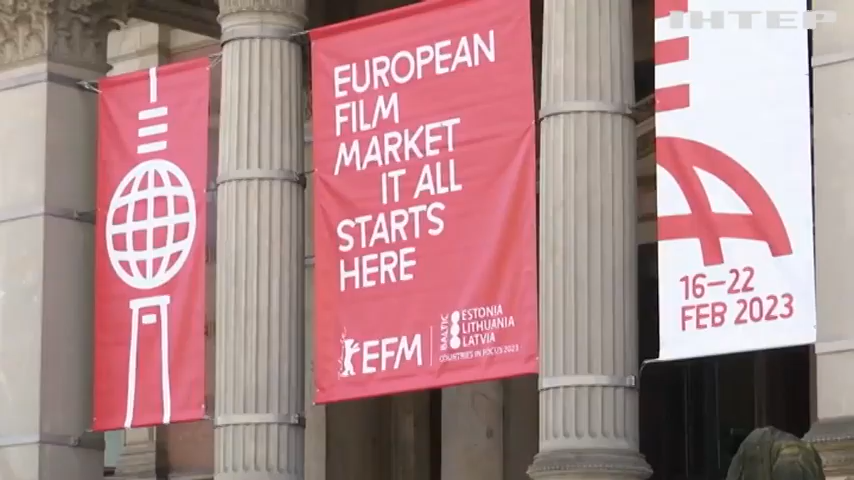 ІНТЕР
EUROPEAN
FILM
MARKET
IT ALL
STARTS
HERE
EFM
BALTIC
ESTONIA
LITHUANIA
LATVIA
COUNTRIES IN FOCUS 2023
16–22
FEB 2023